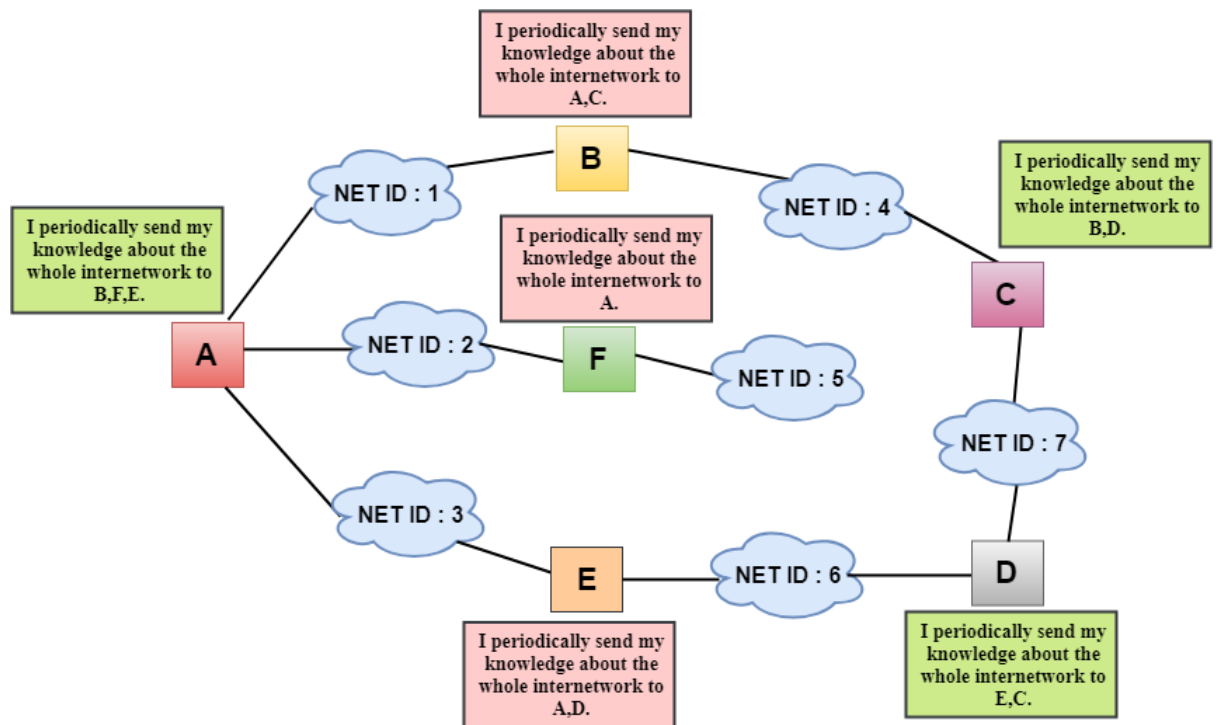 I periodically send my
knowledge about the
whole internetwork to
A,C.
B
NET ID : 1
NET ID : 4
I periodically send my
knowledge about the
whole internetwork to
B,D.
I periodically send my
knowledge about the
whole internetwork to
B,F,E.
I periodically send my
knowledge about the
whole internetwork to
A.
C
A
NET ID : 2
F
NET ID : 5
NET ID : 7
NET ID : 3
E
NET ID : 6
D
I periodically send my
knowledge about the
whole internetwork to
A,D.
I periodically send my
knowledge about the
whole internetwork to
E,C.